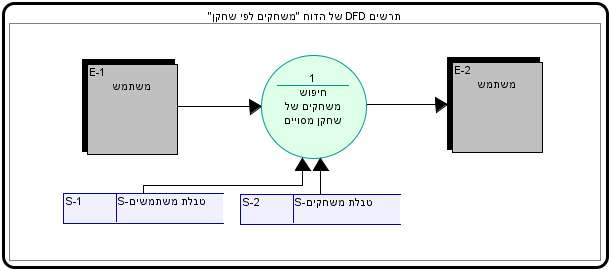 תרשים DFD של הדוח "משחקים לפי שחקן"
E-1
משתמש
1
חיפוש
משחקים של
שחקן מסויים
E-2
משתמש
S-1
S-טבלת משתמשים
S-2
S-טבלת משחקים